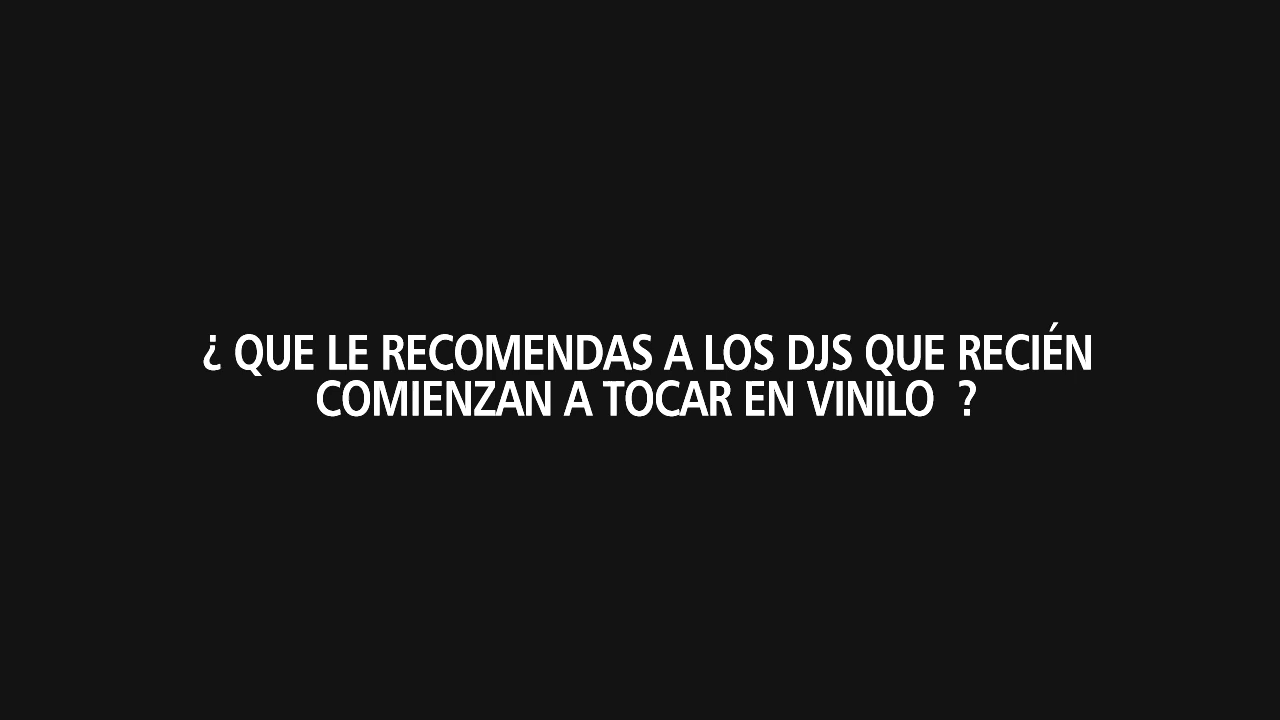 ¿ QUE LE RECOMENDAS A LOS DJS QUE RECIÉN
COMIENZAN A TOCAR EN VINILO  ?